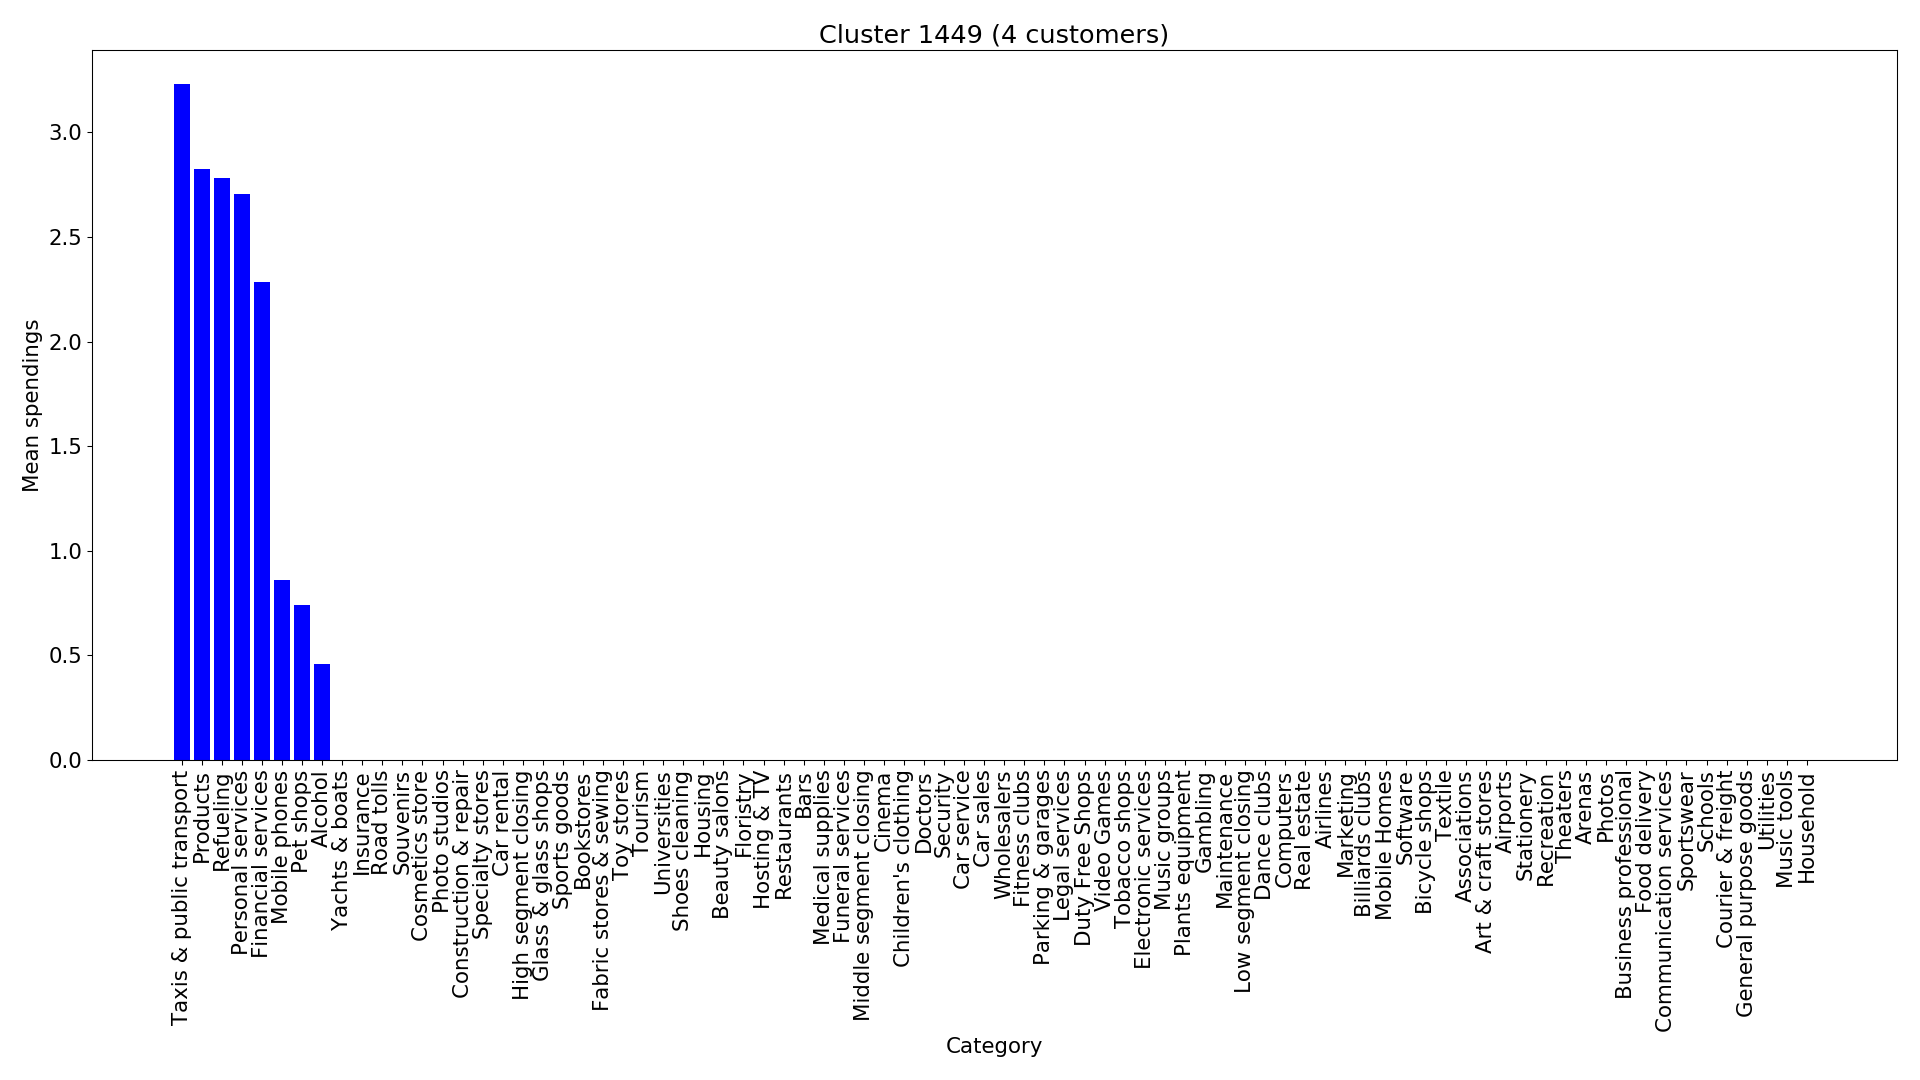 Cluster 1449 (4 customers)
Mean spendings
3.0
2.5
2.0
1.5
1.0
0.5
0.0
Taxis & public transport
Products
Refueling
Personal services
Financial services
Mobile phones
Pet shops
Alcohol
Yachts & boats
Insurance
Road tolls
Souvenirs
Cosmetics store
Photo studios
Construction & repair
Specialty stores
Car rental
High segment closing
Glass & glass shops
Sports goods
Bookstores
Fabric stores & sewing
Toy stores
Tourism
Universities
Shoes cleaning
Housing
Beauty salons
Floristry
Hosting & TV
Restaurants
Bars
Medical supplies
Funeral services
Middle segment closing
Cinema
Children's clothing
Doctors
Security
Car service
Car sales
Wholesalers
Fitness clubs
Parking & garages
Legal services
Duty Free Shops
Video Games
Tobacco shops
Electronic services
Music groups
Plants equipment
Gambling
Maintenance
Low segment closing
Dance clubs
Computers
Real estate
Airlines
Marketing
Billiards clubs
Mobile Homes
Software
Bicycle shops
Textile
Associations
Art & craft stores
Airports
Stationery
Recreation
Theaters
Arenas
Photos
Business professional
Food delivery
Communication services
Sportswear
Schools
Courier & freight
General purpose goods
Utilities
Music tools
Household
Category